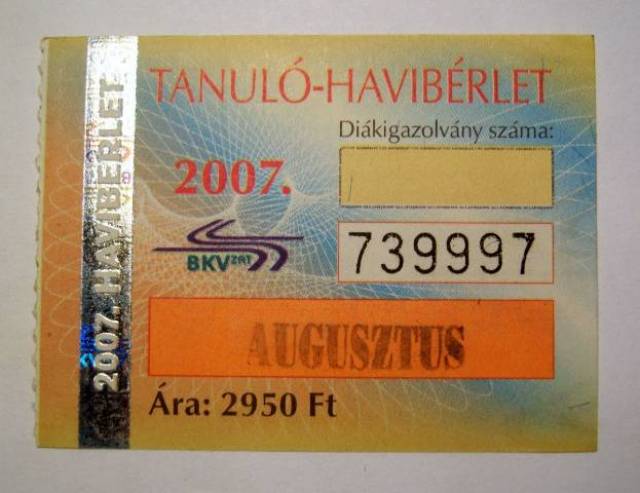 TANULÓ-HAVIBÉRLET
Diákigazolvány száma:
2007.
BKV ZRT
739997
AUGUSZTUS
Ára: 2950 Ft
2007. HAVIBÉRLET